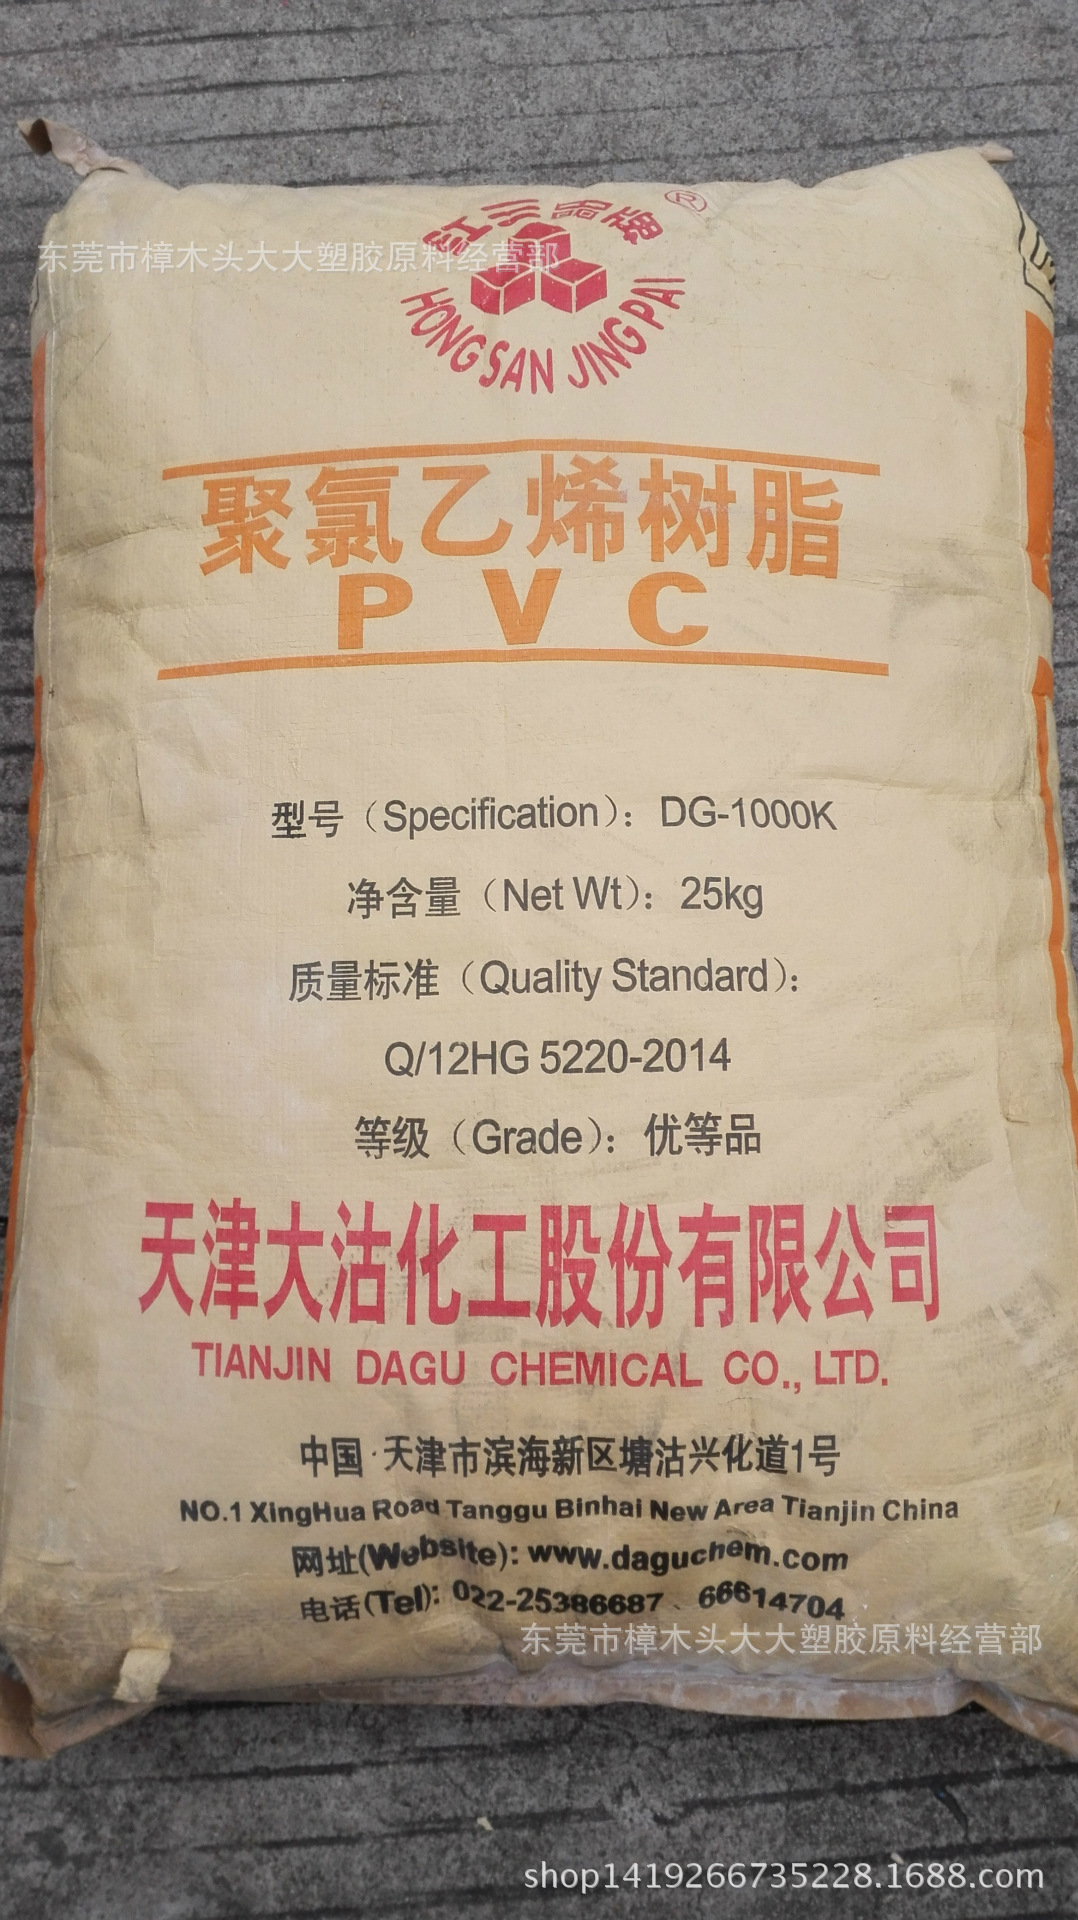 红三晶牌®
东莞市樟木头大大塑胶原料经营部
HONG SAN JING PAI
聚氯乙烯树脂
PVC
型号（Specification）：DG-1000K
净含量（Net Wt）：25kg
质量标准（Quality Standard）：
Q/12HG 5220-2014
等级（Grade）：优等品
天津大沽化工股份有限公司
TIANJIN DAGU CHEMICAL CO., LTD.
中国·天津市滨海新区塘沽兴化道1号
NO.1 XingHua Road Tanggu Binhai New Area Tianjin China
网址(Website): www.daguchem.com
电话(Tel): 022-25386687、66614704
东莞市樟木头大大塑胶原料经营部
shop1419266735228.1688.com